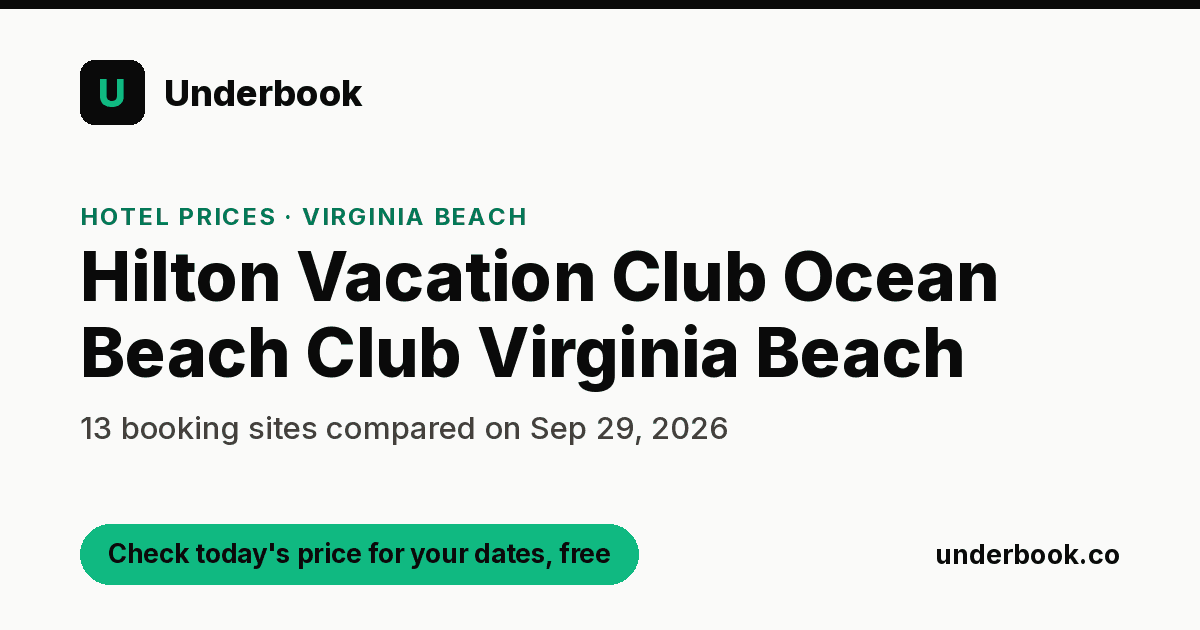 U Underbook
HOTEL PRICES · VIRGINIA BEACH
Hilton Vacation Club Ocean
Beach Club Virginia Beach
13 booking sites compared on Sep 29, 2026
Check today's price for your dates, free
underbook.co